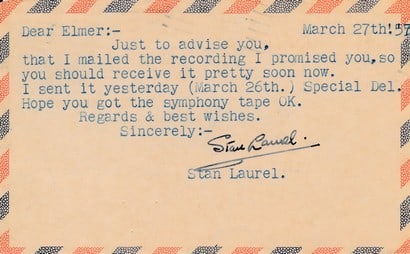 Dear Elmer:- March 27th.'57
Just to advise you,
that I mailed the recording I promised you,so
you should receive it pretty soon now.
I sent it yesterday (March 26th.) Special Del.
Hope you got the symphony tape OK.
Regards & best wishes.
Sincerely:-
Stan Laurel.
Stan Laurel.